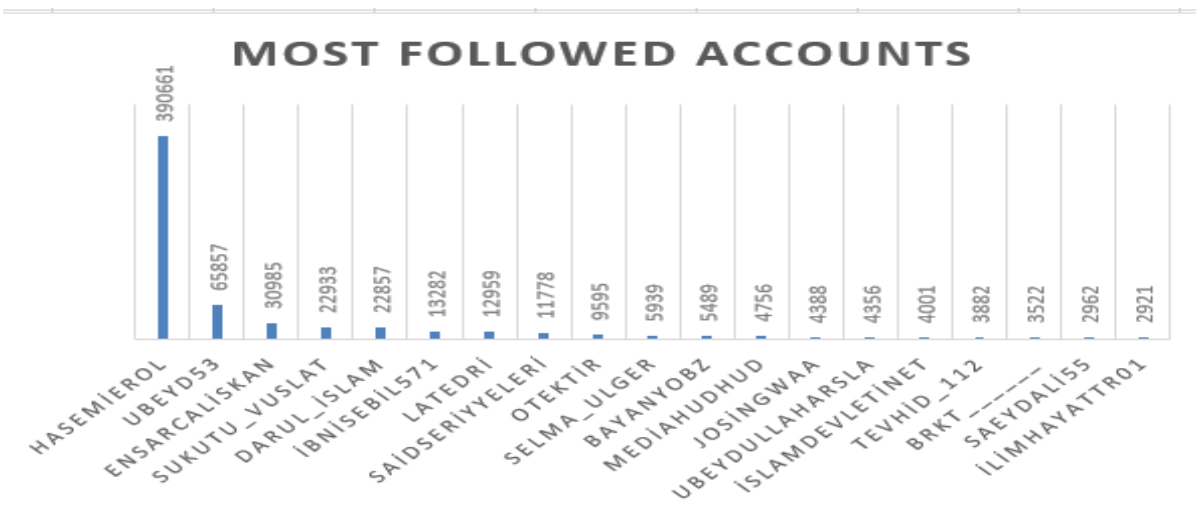 MOST FOLLOWED ACCOUNTS
390661
65857
30985
22933
22857
13282
12959
11778
9595
5939
5489
4756
4388
4356
4001
3882
3522
2962
2921
HASEMİEROL
UBEYD53
ENSARCALİSKAN
SUKUTU_VUSLAT
DARUL_İSLAM
İBNİSEBİL571
LATEDRİ
SAİDSERİYYELERİ
OTEKTİR
SELMA_ULGER
BAYANYOBZ
MEDİAHUDHUD
JOSİNGWAA
UBEYDULLAHARSLA
İSLAMDEVLETİNET
TEVHİD_112
BRKT_______
SAEYDALİ55
İLİMHAYATTR01